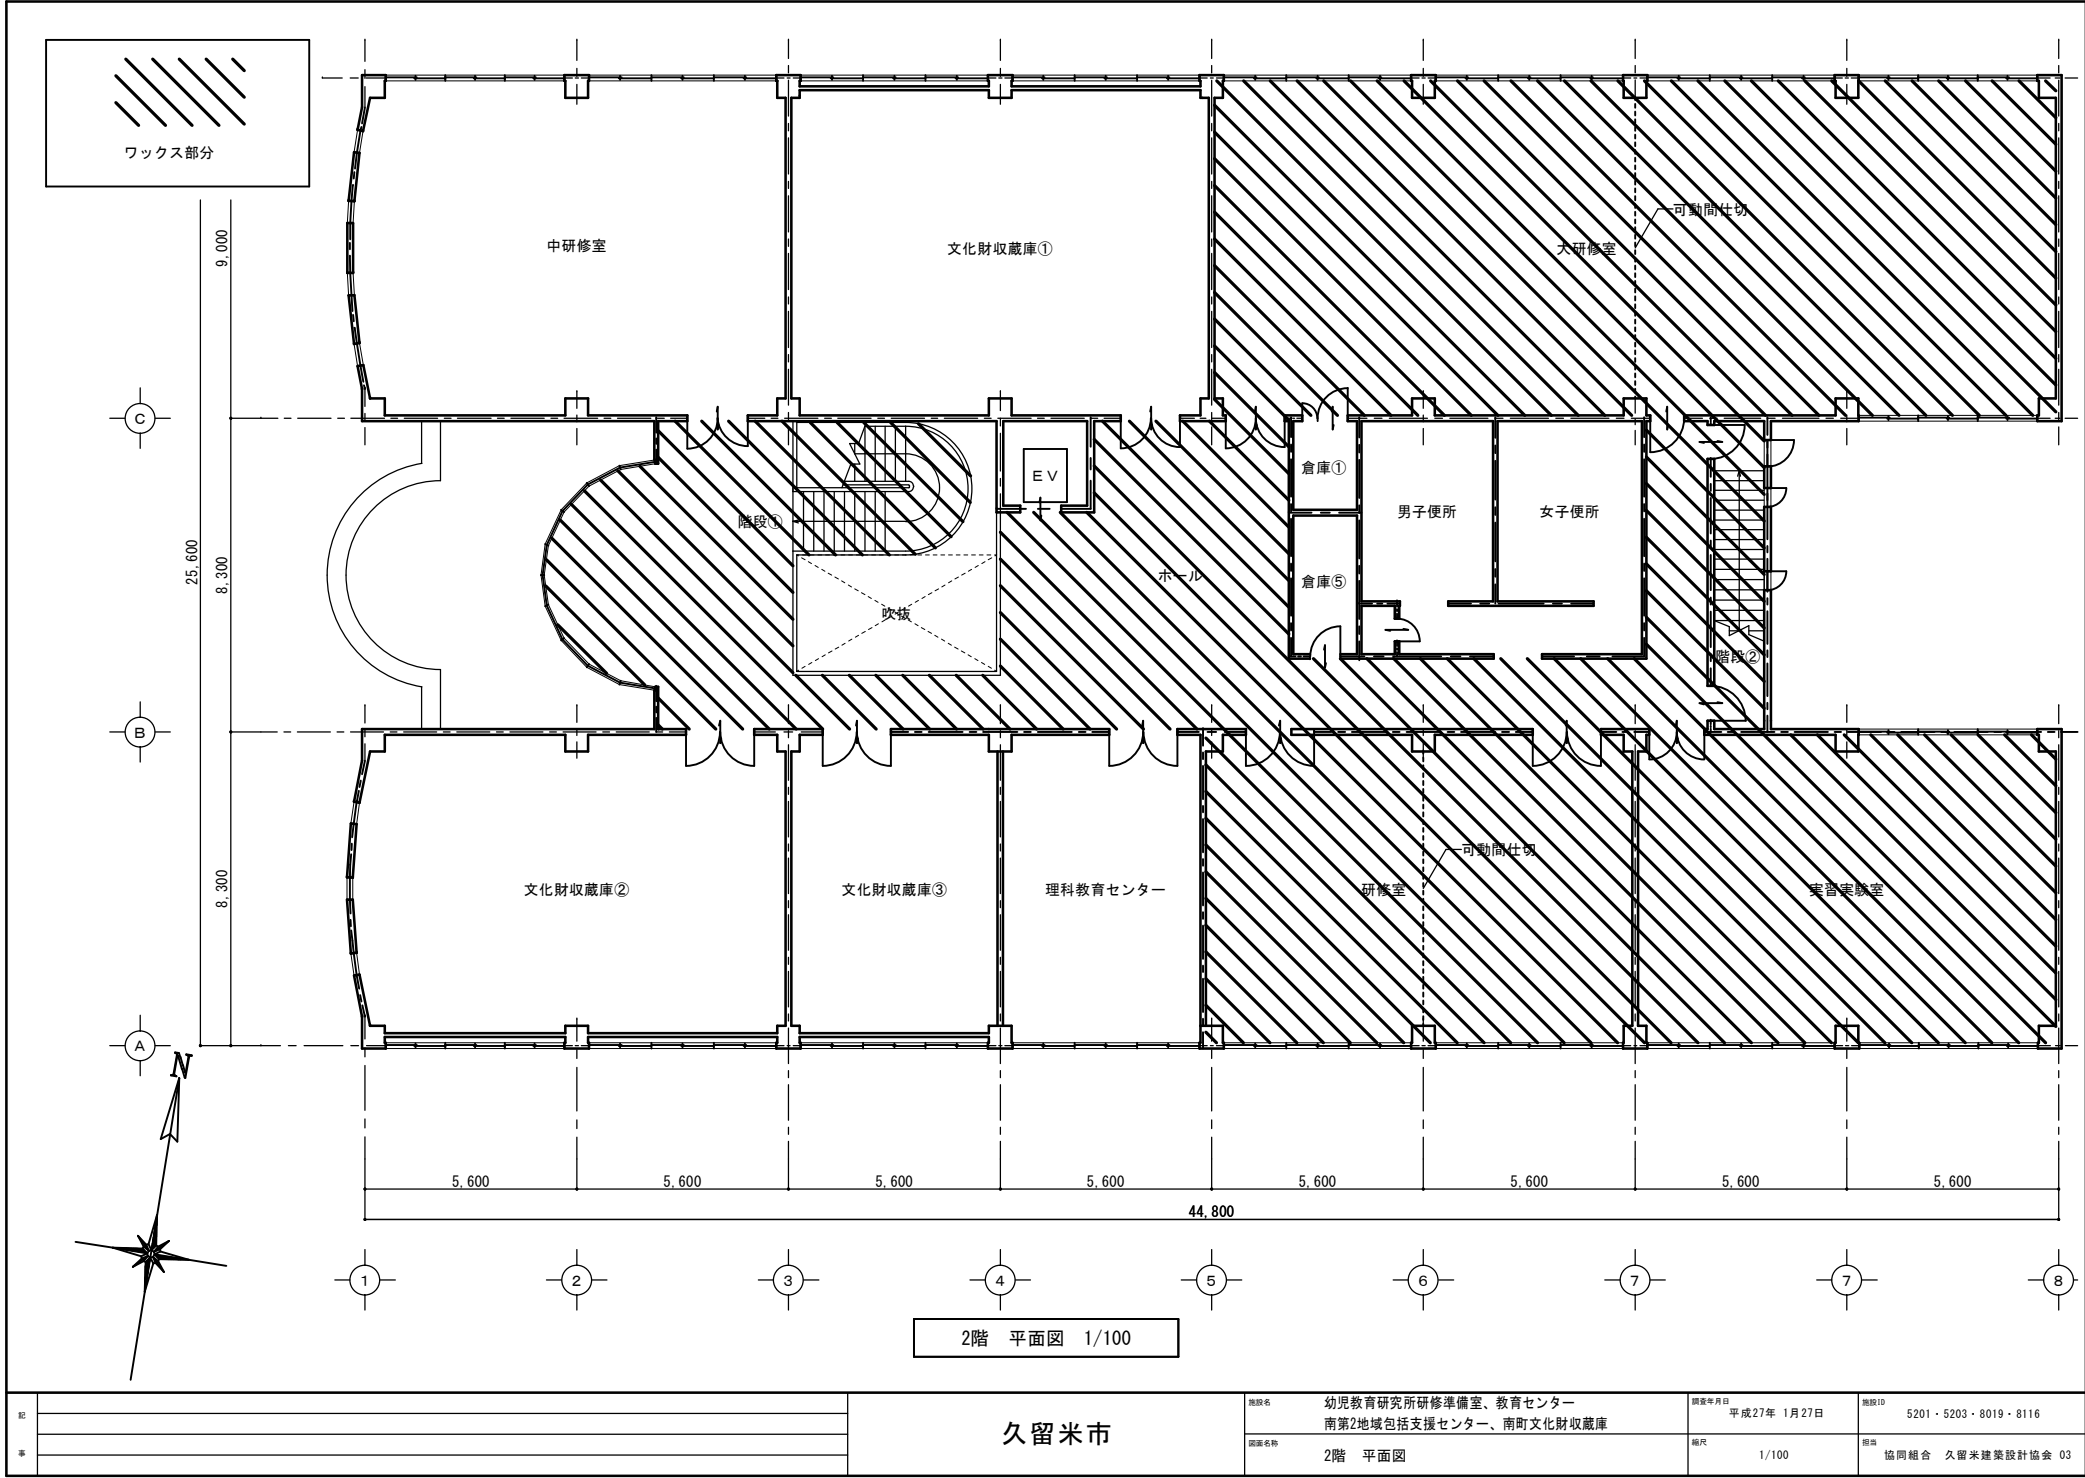 ワックス部分
中研修室
文化財収蔵庫①
大研修室
可動間仕切
9,000
8,300
25,600
8,300
C
B
A
階段①
吹抜
EV
ホール
倉庫①
倉庫⑤
男子便所
女子便所
階段②
文化財収蔵庫②
文化財収蔵庫③
理科教育センター
研修室
可動間仕切
実習実験室
N
5,600
5,600
5,600
5,600
5,600
5,600
5,600
5,600
44,800
1
2
3
4
5
6
7
7
8
2階 平面図 1/100
記
事
久留米市
施設名
幼児教育研究所研修準備室、教育センター
南第2地域包括支援センター、南町文化財収蔵庫
図面名称
2階 平面図
調査年月日
平成27年 1月27日
縮尺
1/100
施設ID
5201・5203・8019・8116
担当
協同組合 久留米建築設計協会 03